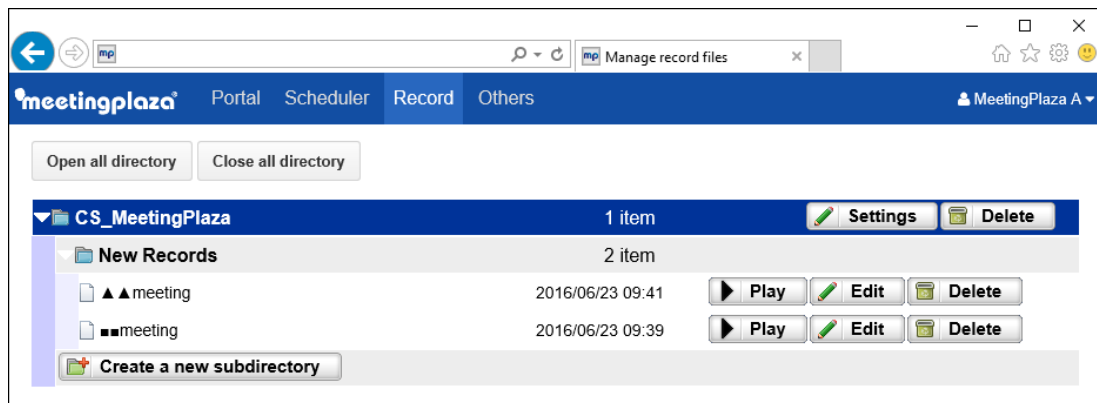 mp
mp Manage record files
meetingplaza Portal Scheduler Record Others MeetingPlaza A
Open all directory Close all directory
CS_MeetingPlaza 1 item Settings Delete
New Records 2 item
▲▲meeting 2016/06/23 09:41 Play Edit Delete
■■meeting 2016/06/23 09:39 Play Edit Delete
Create a new subdirectory